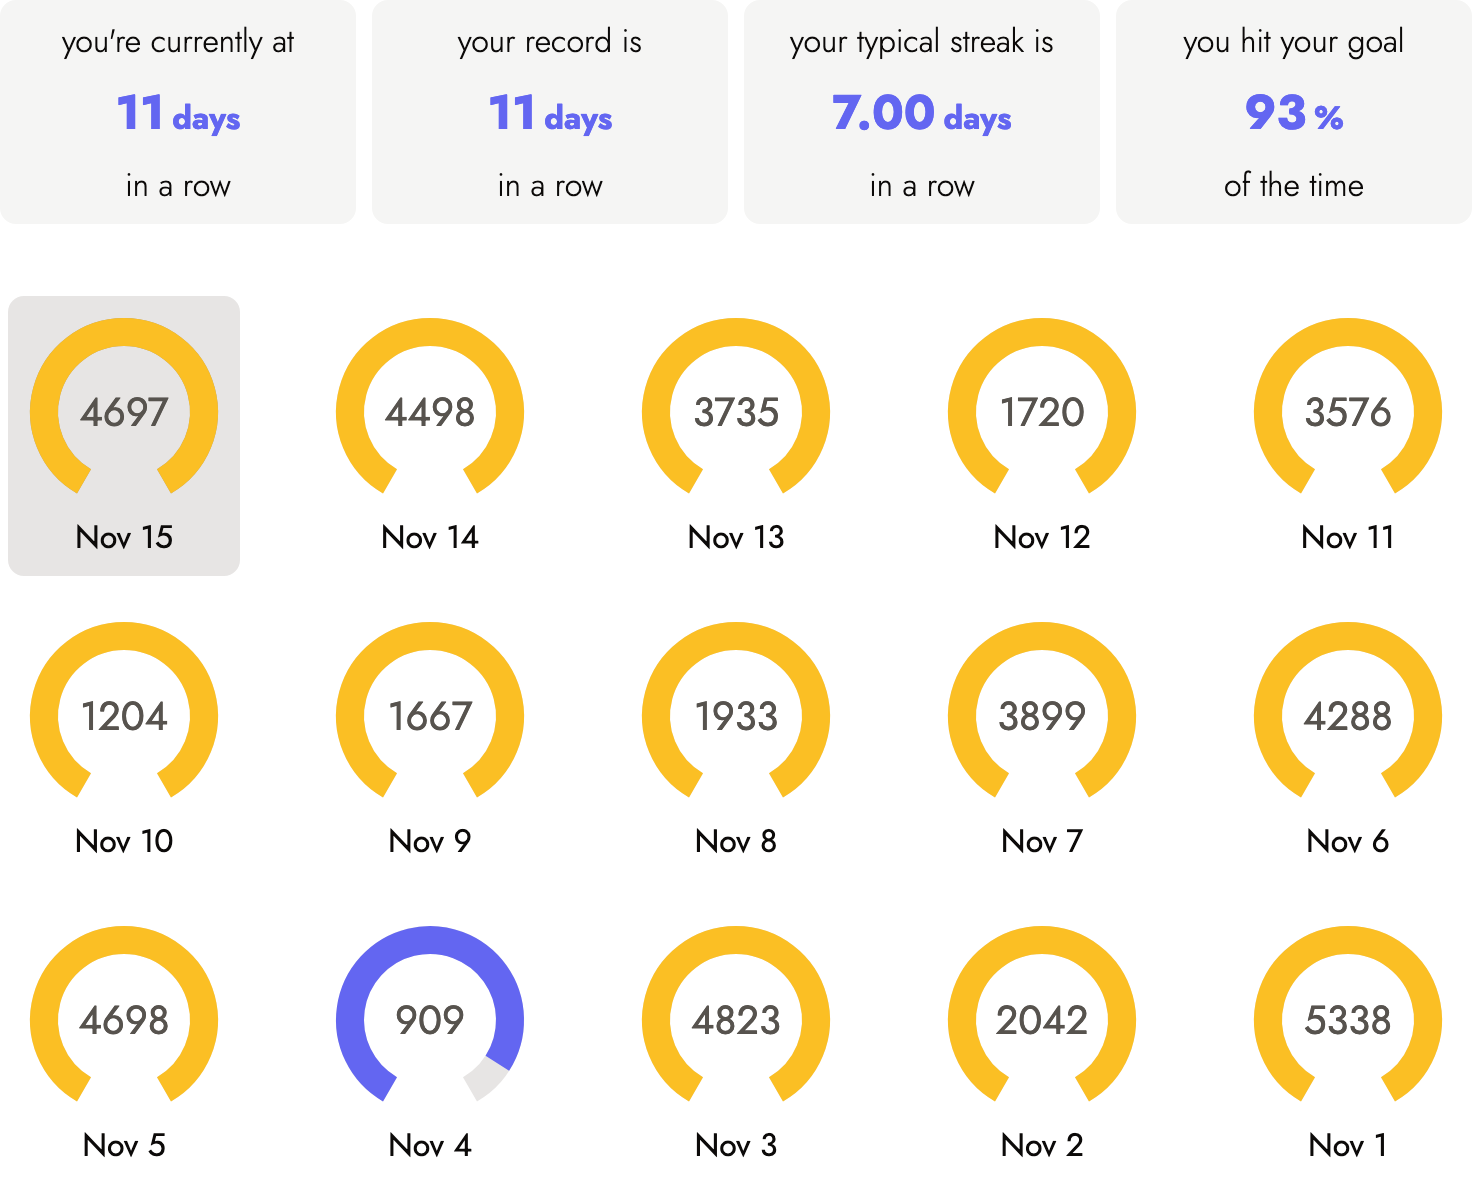 you're currently at
11 days
in a row
your record is
11 days
in a row
your typical streak is
7.00 days
in a row
you hit your goal
93 %
of the time
4697
Nov 15
4498
Nov 14
3735
Nov 13
1720
Nov 12
3576
Nov 11
1204
Nov 10
1667
Nov 9
1933
Nov 8
3899
Nov 7
4288
Nov 6
4698
Nov 5
909
Nov 4
4823
Nov 3
2042
Nov 2
5338
Nov 1